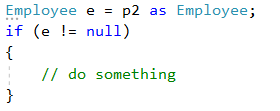 Employee e = p2 as Employee;
if (e != null)
{
    // do something
}